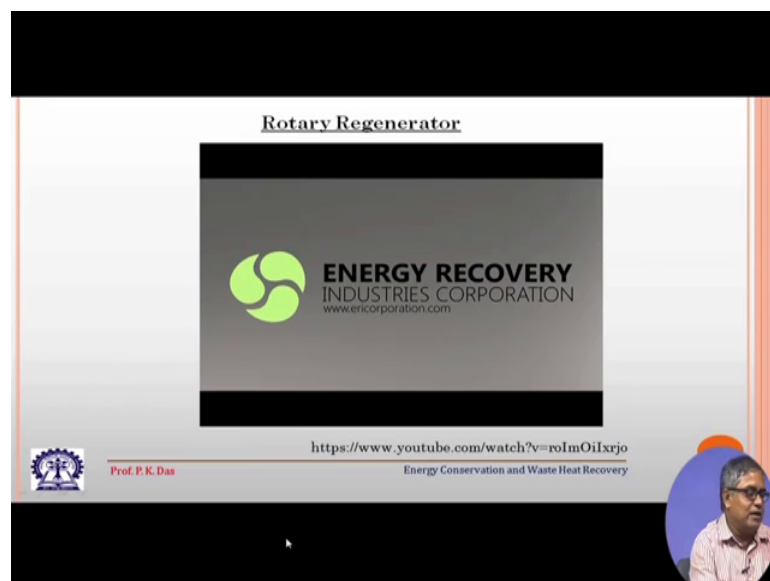 Rotary Regenerator
ENERGY RECOVERY
INDUSTRIES CORPORATION
www.ericorporation.com
https://www.youtube.com/watch?v=roImOiIxrjo
Prof. P. K. Das
Energy Conservation and Waste Heat Recovery